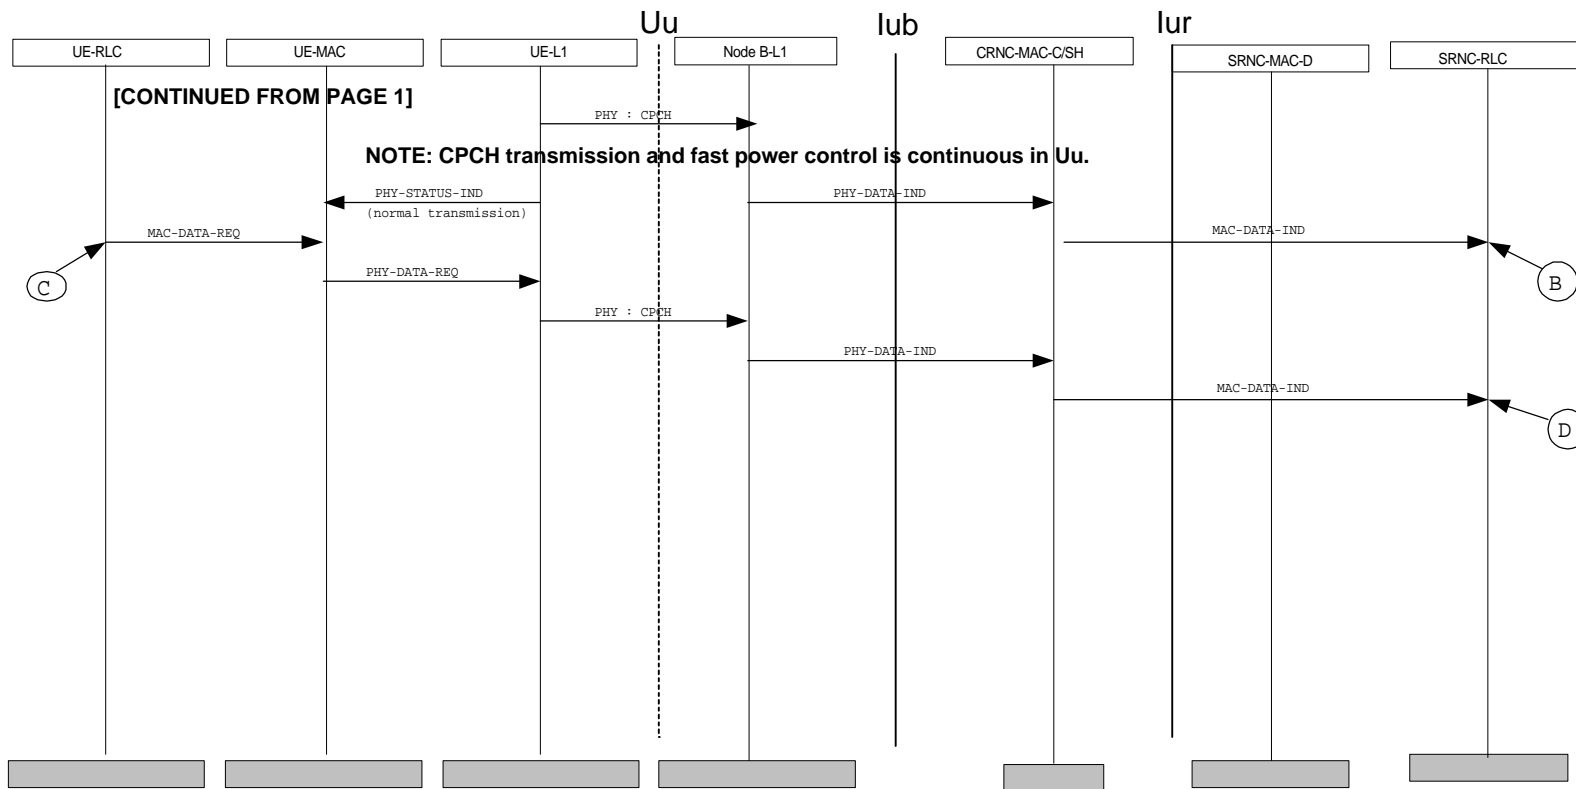 Uu
Iub
Iur
UE-RLC
UE-MAC
UE-L1
Node B-L1
CRNC-MAC-C/SH
SRNC-MAC-D
SRNC-RLC
[CONTINUED FROM PAGE 1]
PHY : CPCH
NOTE: CPCH transmission and fast power control is continuous in Uu.
PHY-STATUS-IND
(normal transmission)
PHY-DATA-IND
MAC-DATA-REQ
MAC-DATA-IND
C
PHY-DATA-REQ
B
PHY : CPCH
PHY-DATA-IND
MAC-DATA-IND
D